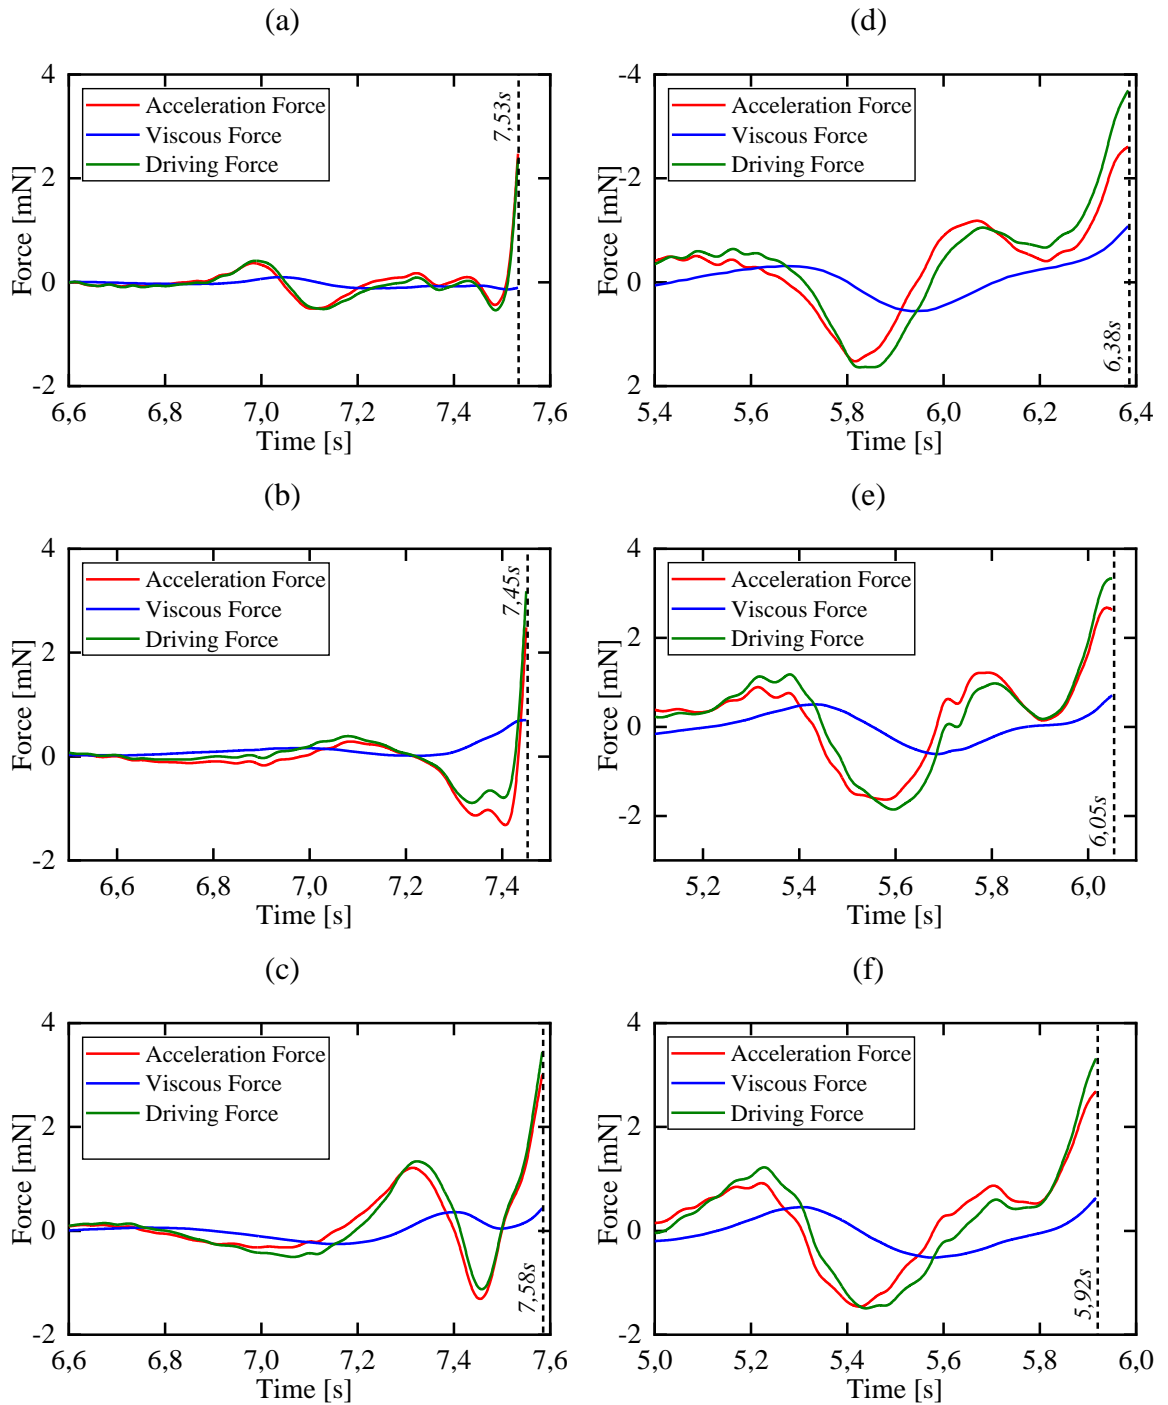 (a)
4
2
0
-2
Force [mN]
Acceleration Force
Viscous Force
Driving Force
7,53s
6,6 6,8 7,0 7,2 7,4 7,6
Time [s]
(d)
-4
-2
0
2
Force [mN]
Acceleration Force
Viscous Force
Driving Force
6,38s
5,4 5,6 5,8 6,0 6,2 6,4
Time [s]
(b)
4
2
0
-2
Force [mN]
Acceleration Force
Viscous Force
Driving Force
7,45s
6,6 6,8 7,0 7,2 7,4
Time [s]
(e)
4
2
0
-2
Force [mN]
Acceleration Force
Viscous Force
Driving Force
6,05s
5,2 5,4 5,6 5,8 6,0
Time [s]
(c)
4
2
0
-2
Force [mN]
Acceleration Force
Viscous Force
Driving Force
7,58s
6,6 6,8 7,0 7,2 7,4 7,6
Time [s]
(f)
4
2
0
-2
Force [mN]
Acceleration Force
Viscous Force
Driving Force
5,92s
5,0 5,2 5,4 5,6 5,8 6,0
Time [s]